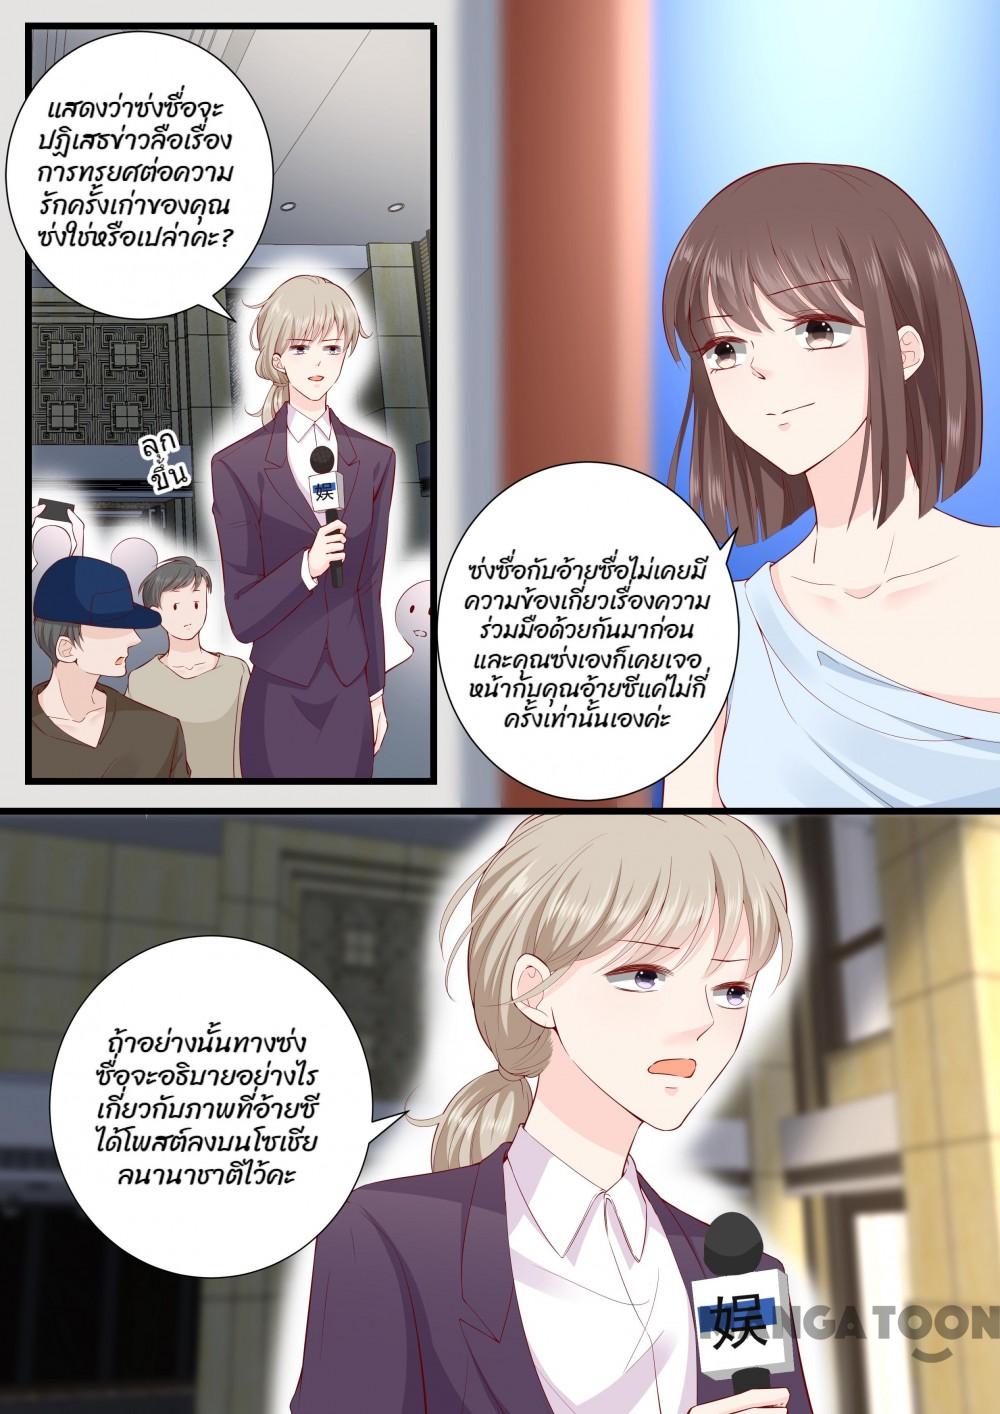 แสดงว่าซ่งซื่อจะ
ปฏิเสธข่าวลือเรื่อง
การทรยศต่อความ
รักครั้งเก่าของคุณ
ซ่งใช่หรือเปล่าคะ?
ลุก
ขึ้น
娱
ซ่งซื่อกับอ้ายซื่อไม่เคยมี
ความข้องเกี่ยวเรื่องความ
ร่วมมือด้วยกันมาก่อน
และคุณซ่งเองก็เคยเจอ
หน้ากับคุณอ้ายซีแค่ไม่กี่
ครั้งเท่านั้นเองค่ะ
ถ้าอย่างนั้นทางซ่ง
ซื่อจะอธิบายอย่างไร
เกี่ยวกับภาพที่อ้ายซี
ได้โพสต์ลงบนโซเชีย
ลนานาชาติไว้คะ
娱
MANGA TOON